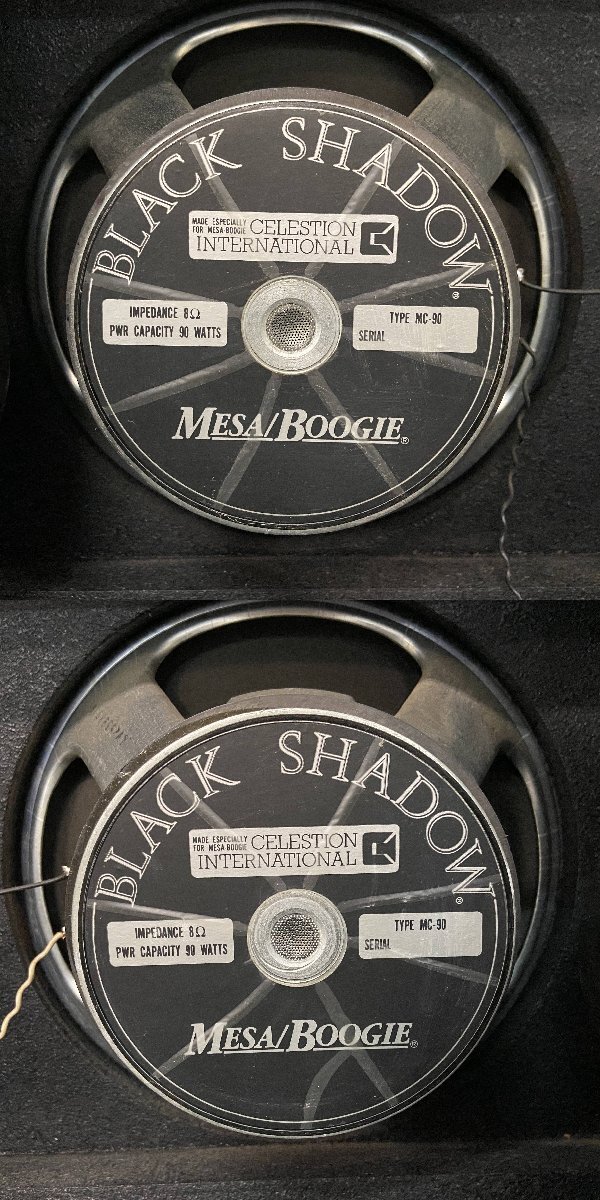 BLACK SHADOW®
MADE ESPECIALLY
FOR MESA-BOOGIE
CELESTION
INTERNATIONAL
IMPEDANCE 8Ω
PWR CAPACITY 90 WATTS
TYPE MC-90
SERIAL
MESA/BOOGIE®
BLACK SHADOW®
MADE ESPECIALLY
FOR MESA BOOGIE
CELESTION
INTERNATIONAL
IMPEDANCE 8Ω
PWR CAPACITY 90 WATTS
TYPE MC-90
SERIAL
MESA/BOOGIE®